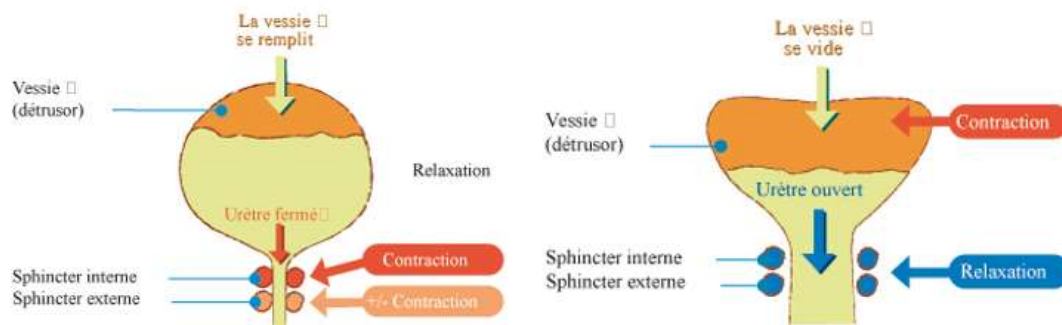 La vessie □
se remplit
Vessie □
(détrusor)
Relaxation
Urètre fermé □
Sphincter interne
Sphincter externe
Contraction
+/- Contraction
La vessie □
se vide
Vessie □
(détrusor)
Contraction
Urètre ouvert
Sphincter interne
Sphincter externe
Relaxation